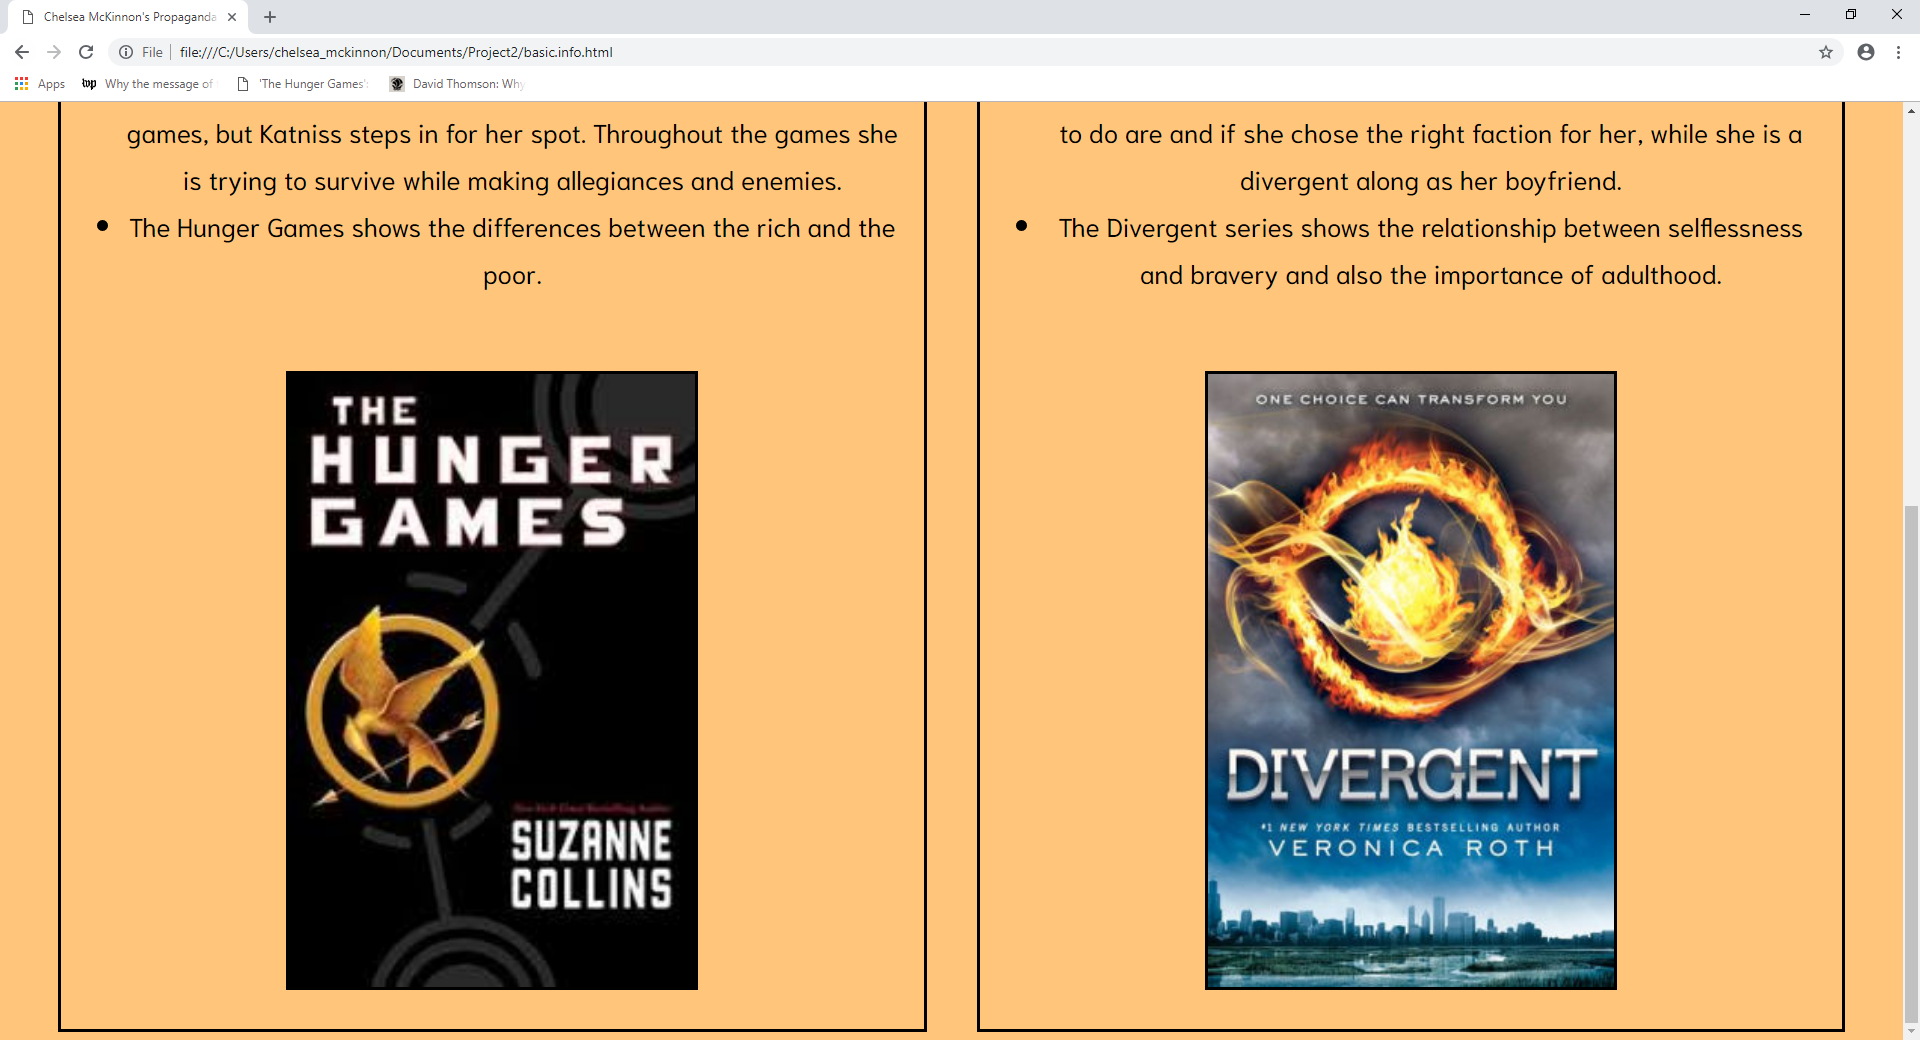 Chelsea McKinnon's Propaganda
File
file:///C:/Users/chelsea_mckinnon/Documents/Project2/basic.info.html
Apps
Why the message of
'The Hunger Games':
David Thomson: Why
games, but Katniss steps in for her spot. Throughout the games she
is trying to survive while making allegiances and enemies.
The Hunger Games shows the differences between the rich and the
poor.
THE
HUNGER
GAMES
SUZANNE
COLLINS
to do are and if she chose the right faction for her, while she is a
divergent along as her boyfriend.
The Divergent series shows the relationship between selflessness
and bravery and also the importance of adulthood.
ONE CHOICE CAN TRANSFORM YOU
DIVERGENT
#1 NEW YORK TIMES BESTSELLING AUTHOR
VERONICA ROTH